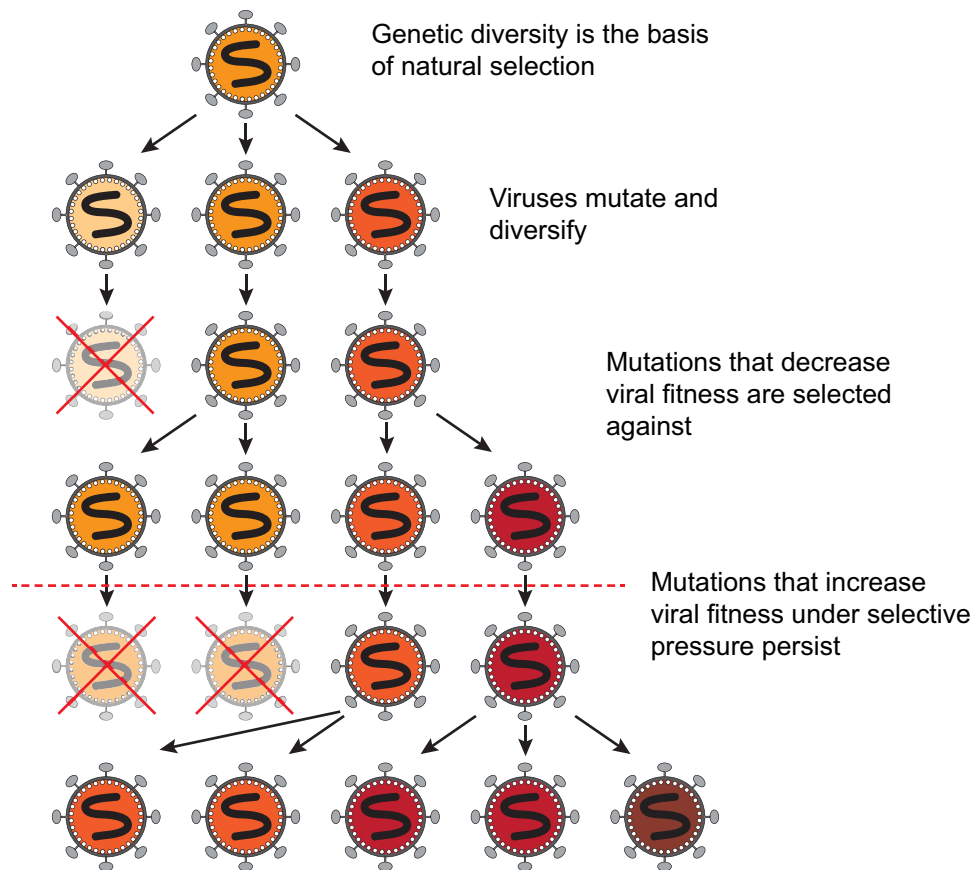 Genetic diversity is the basis
of natural selection
Viruses mutate and
diversify
Mutations that decrease
viral fitness are selected
against
Mutations that increase
viral fitness under selective
pressure persist